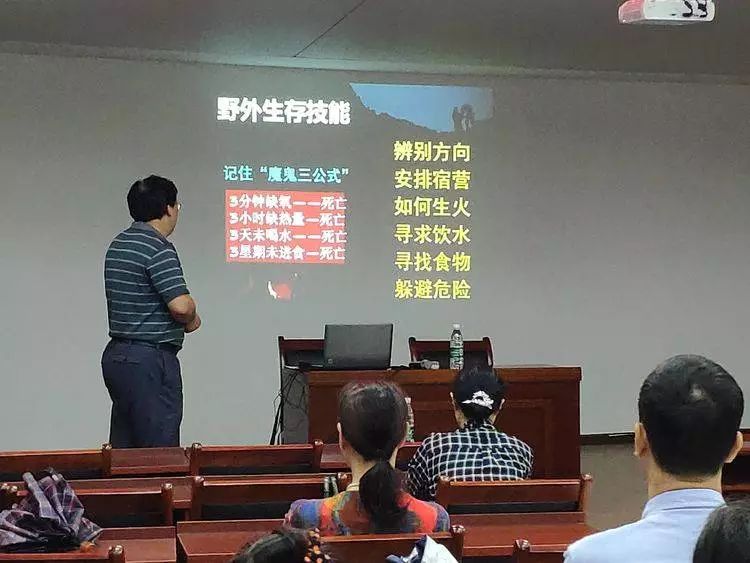 野外生存技能
记住“魔鬼三公式”
3分钟缺氧——死亡
3小时缺热量—死亡
3天未喝水——死亡
3星期未进食—死亡
辨别方向
安排宿营
如何生火
寻求饮水
寻找食物
躲避危险